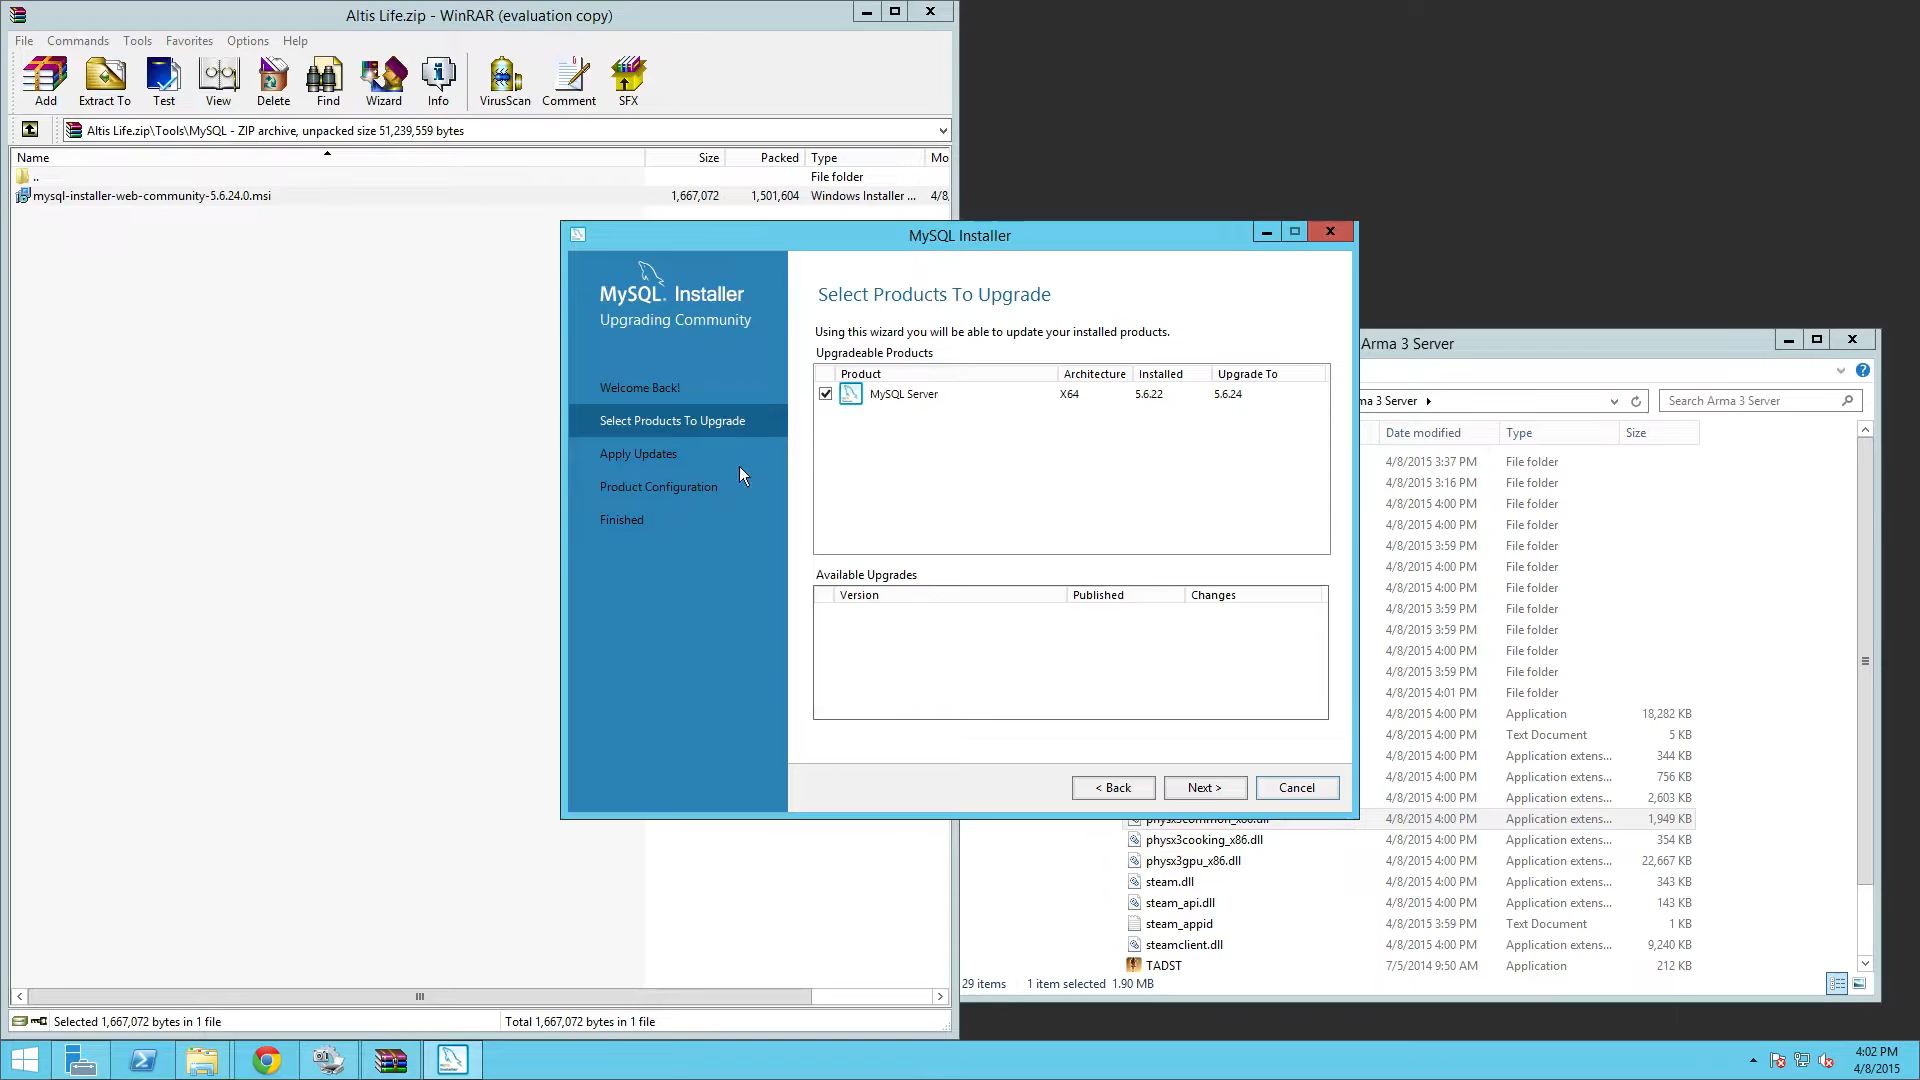 Altis Life.zip - WinRAR (evaluation copy)
File Commands Tools Favorites Options Help
Add Extract To Test View Delete Find Wizard Info VirusScan Comment SFX
Altis Life.zip\Tools\MySQL - ZIP archive, unpacked size 51,239,559 bytes
Name Size Packed Type Mo
.. File folder
mysql-installer-web-community-5.6.24.0.msi 1,667,072 1,501,604 Windows Installer ... 4/8,
Selected 1,667,072 bytes in 1 file Total 1,667,072 bytes in 1 file
MySQL Installer
MySQL. Installer
Upgrading Community
Welcome Back!
Select Products To Upgrade
Apply Updates
Product Configuration
Finished
Select Products To Upgrade
Using this wizard you will be able to update your installed products.
Upgradeable Products
Product Architecture Installed Upgrade To
MySQL Server X64 5.6.22 5.6.24
Available Upgrades
Version Published Changes
< Back Next > Cancel
Arma 3 Server
ma 3 Server Search Arma 3 Server
Date modified Type Size
4/8/2015 3:37 PM File folder
4/8/2015 3:16 PM File folder
4/8/2015 4:00 PM File folder
4/8/2015 4:00 PM File folder
4/8/2015 3:59 PM File folder
4/8/2015 4:00 PM File folder
4/8/2015 4:00 PM File folder
4/8/2015 3:59 PM File folder
4/8/2015 3:59 PM File folder
4/8/2015 4:00 PM File folder
4/8/2015 3:59 PM File folder
4/8/2015 4:01 PM File folder
4/8/2015 4:00 PM Application 18,282 KB
4/8/2015 4:00 PM Text Document 5 KB
4/8/2015 4:00 PM Application extens... 344 KB
4/8/2015 4:00 PM Application extens... 756 KB
4/8/2015 4:00 PM Application extens... 2,603 KB
physx3common_x86.dll 4/8/2015 4:00 PM Application extens... 1,949 KB
physx3cooking_x86.dll 4/8/2015 4:00 PM Application extens... 354 KB
physx3gpu_x86.dll 4/8/2015 4:00 PM Application extens... 22,667 KB
steam.dll 4/8/2015 4:00 PM Application extens... 343 KB
steam_api.dll 4/8/2015 4:00 PM Application extens... 143 KB
steam_appid 4/8/2015 3:59 PM Text Document 1 KB
steamclient.dll 4/8/2015 4:00 PM Application extens... 9,240 KB
TADST 7/5/2014 9:50 AM Application 212 KB
29 items 1 item selected 1.90 MB
4:02 PM
4/8/2015